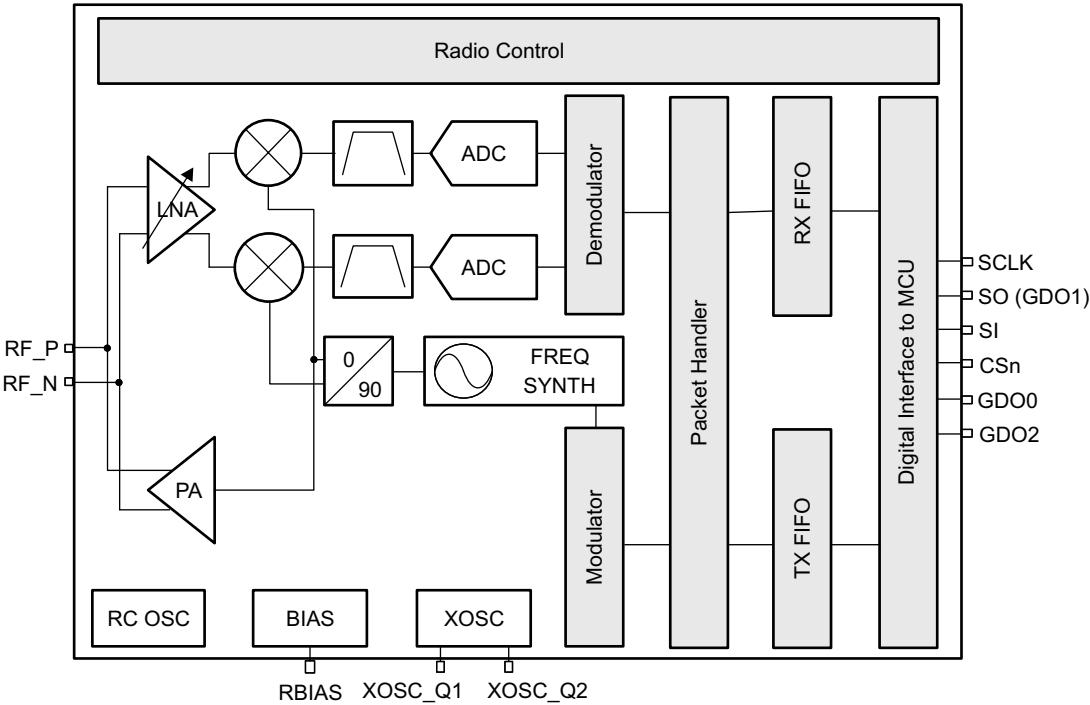 Radio Control
LNA
ADC
ADC
Demodulator
Packet Handler
RX FIFO
Digital Interface to MCU
SCLK
SO (GDO1)
SI
CSn
GDO0
GDO2
RF_P
RF_N
0
90
FREQ
SYNTH
PA
Modulator
TX FIFO
RC OSC
BIAS
XOSC
RBIAS
XOSC_Q1
XOSC_Q2